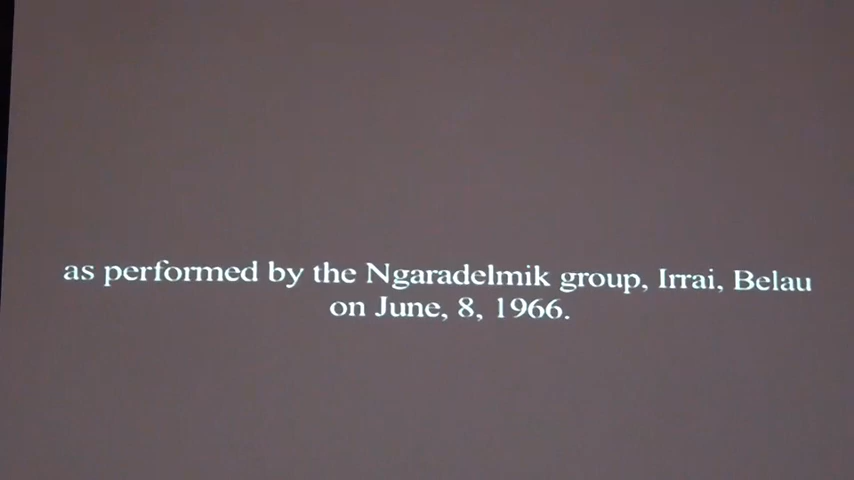 as performed by the Ngaradelmik group, Irrai, Belau
on June, 8, 1966.